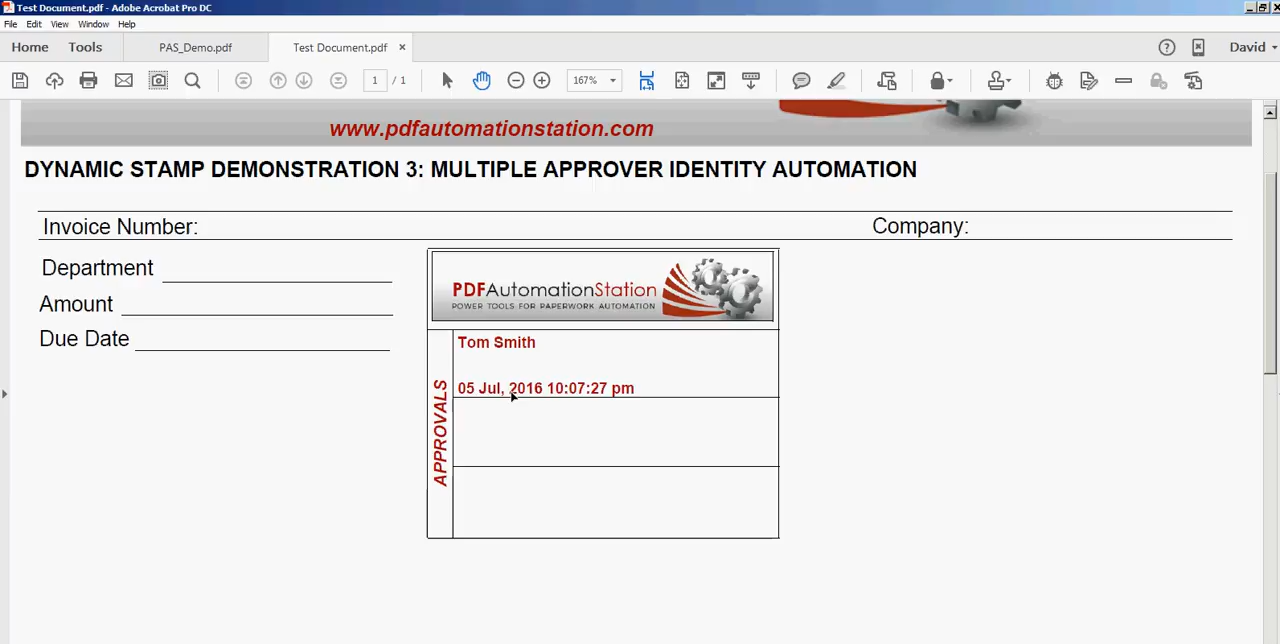 Test Document.pdf - Adobe Acrobat Pro DC
File Edit View Window Help
Home Tools PAS_Demo.pdf Test Document.pdf × David
1 / 1 167%
www.pdfautomationstation.com
DYNAMIC STAMP DEMONSTRATION 3: MULTIPLE APPROVER IDENTITY AUTOMATION
Invoice Number: Company:
Department
Amount
Due Date
PDFAutomationStation
POWER TOOLS FOR PAPERWORK AUTOMATION
APPROVALS
Tom Smith
05 Jul, 2016 10:07:27 pm